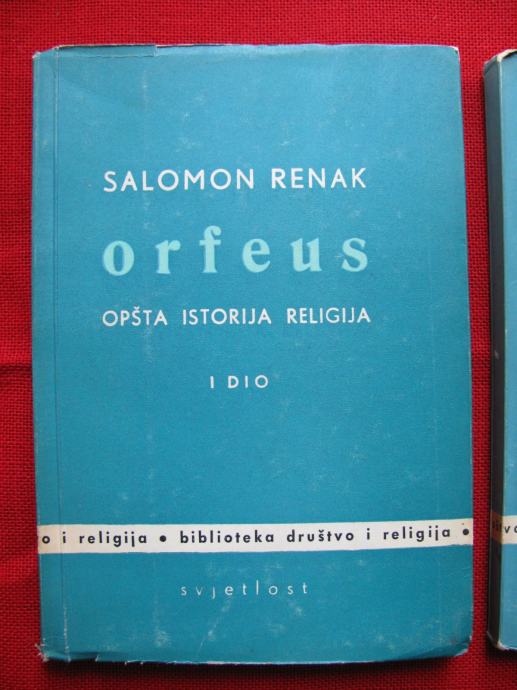 SALOMON RENAK
orfeus
OPŠTA ISTORIJA RELIGIJA
I DIO
o i religija • biblioteka društvo i religija •
svjetlost